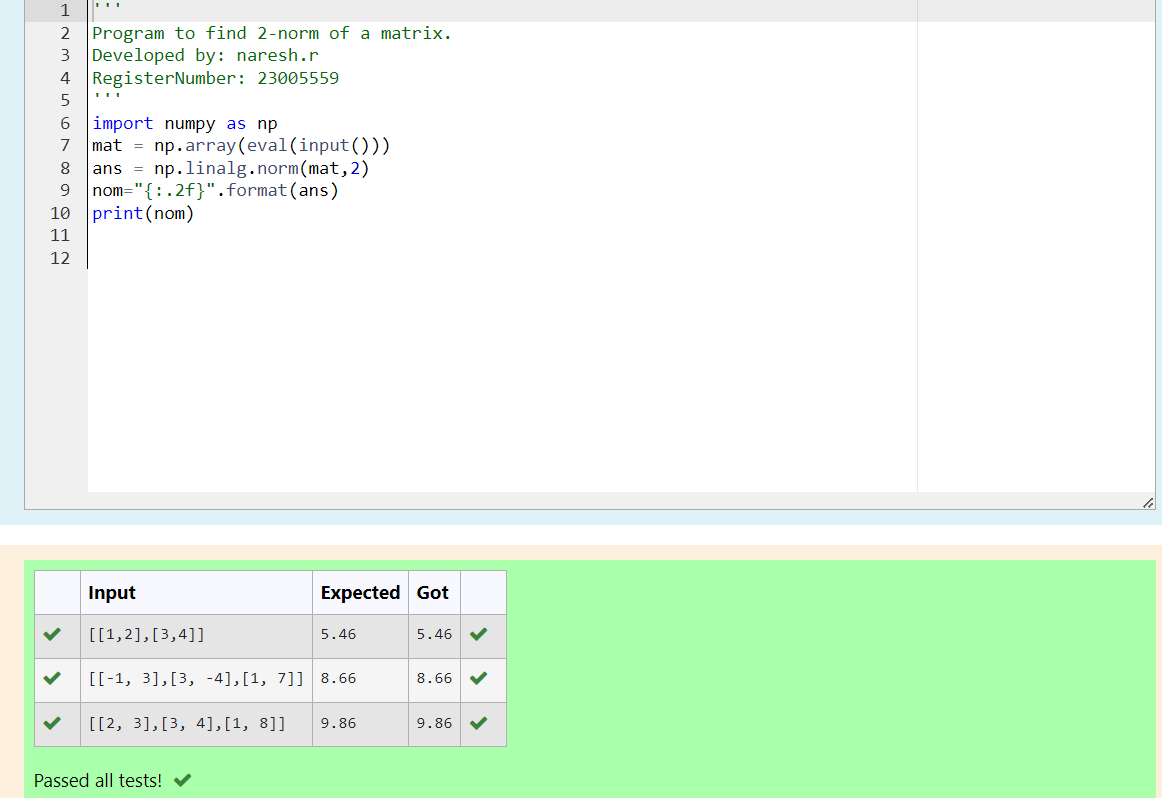 1 '''
2 Program to find 2-norm of a matrix.
3 Developed by: naresh.r
4 RegisterNumber: 23005559
5 '''
6 import numpy as np
7 mat = np.array(eval(input()))
8 ans = np.linalg.norm(mat,2)
9 nom="{:.2f}".format(ans)
10 print(nom)
11
12
Input Expected Got
[[1,2],[3,4]] 5.46 5.46
[[-1, 3],[3, -4],[1, 7]] 8.66 8.66
[[2, 3],[3, 4],[1, 8]] 9.86 9.86
Passed all tests!